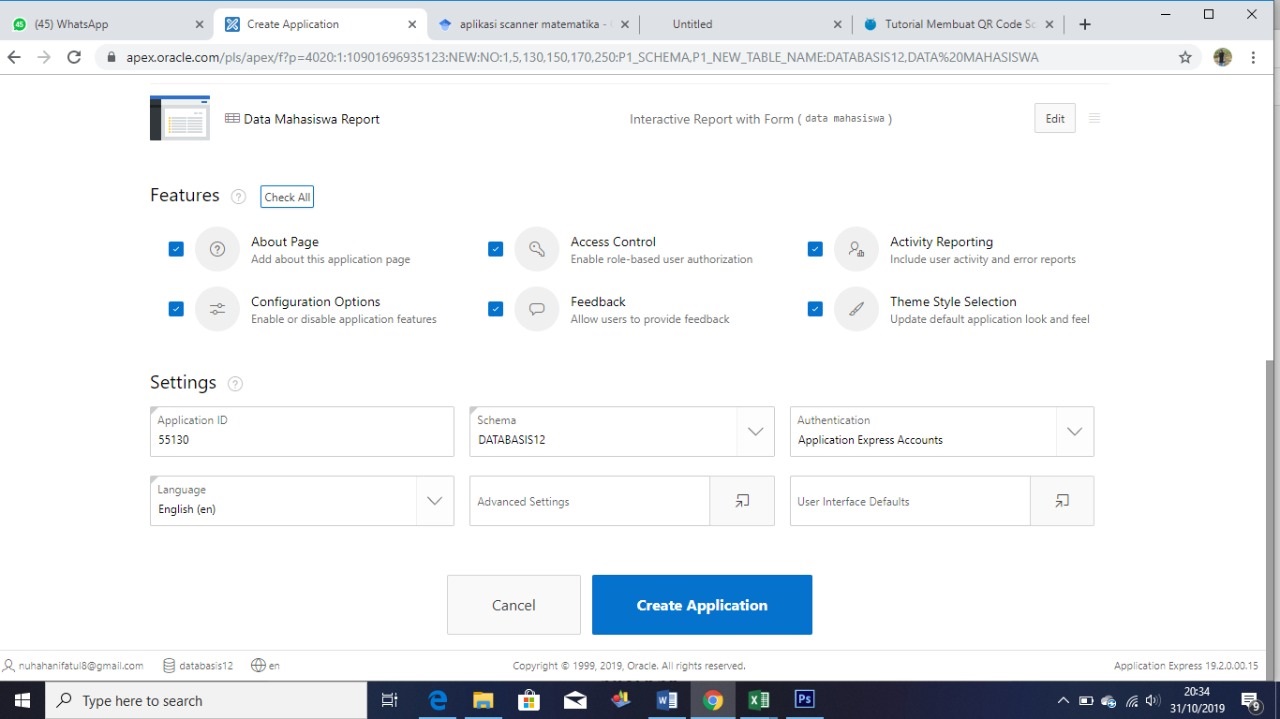 (45) WhatsApp
Create Application
aplikasi scanner matematika -
Untitled
Tutorial Membuat QR Code Sc
apex.oracle.com/pls/apex/f?p=4020:1:10901696935123:NEW:NO:1,5,130,150,170,250:P1_SCHEMA,P1_NEW_TABLE_NAME:DATABASIS12,DATA%20MAHASISWA
Data Mahasiswa Report
Interactive Report with Form ( data mahasiswa )
Edit
Features ? Check All
About Page
Add about this application page
Access Control
Enable role-based user authorization
Activity Reporting
Include user activity and error reports
Configuration Options
Enable or disable application features
Feedback
Allow users to provide feedback
Theme Style Selection
Update default application look and feel
Settings ?
Application ID
55130
Schema
DATABASIS12
Authentication
Application Express Accounts
Language
English (en)
Advanced Settings
User Interface Defaults
Cancel
Create Application
nuhahanifatul8@gmail.com databasis12 en
Copyright © 1999, 2019, Oracle. All rights reserved.
Application Express 19.2.0.00.15
Type here to search
20:34
31/10/2019
9